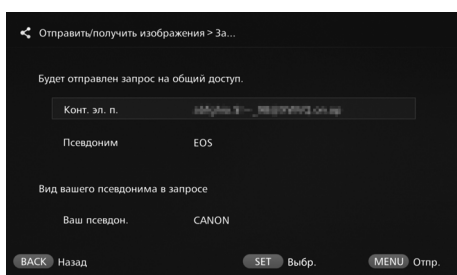 Отправить/получить изображения > За...
Будет отправлен запрос на общий доступ.
Конт. эл. п.
Псевдоним EOS
Вид вашего псевдонима в запросе
Ваш псевдон. CANON
BACK Назад SET Выбр. MENU Отпр.